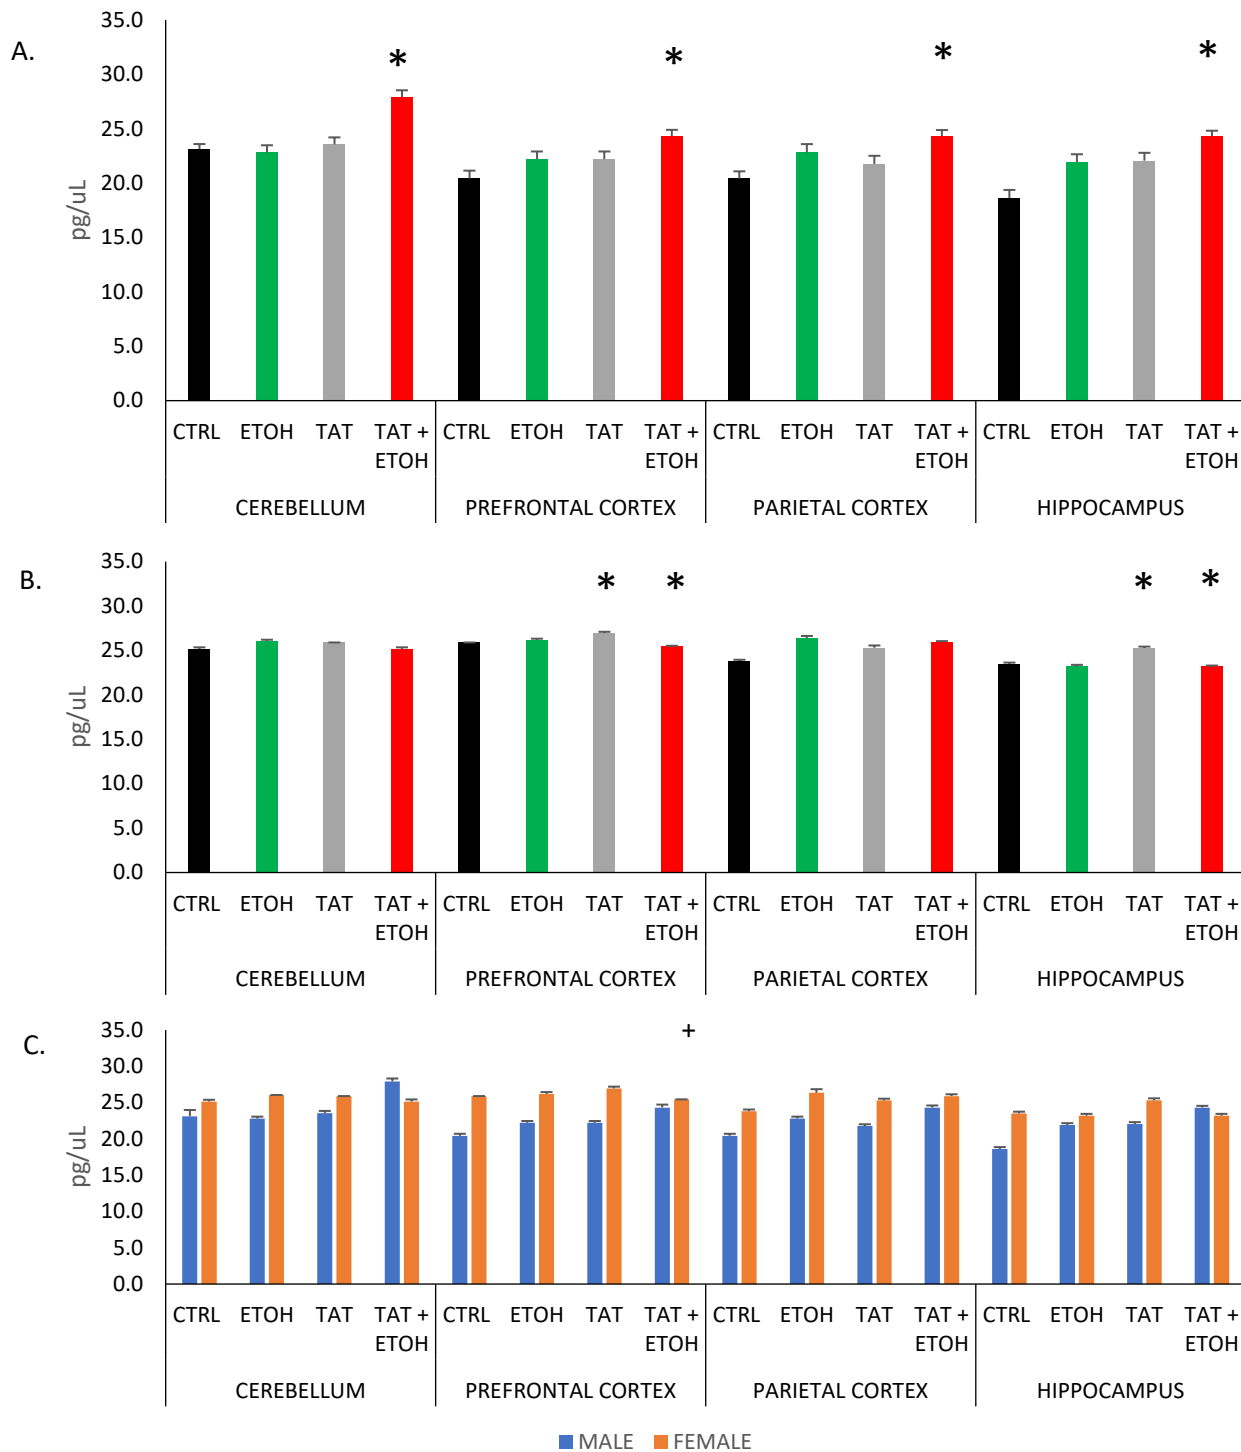 A.
35.0
30.0
25.0
20.0
15.0
10.0
5.0
0.0
pg/uL
* * * *
CTRL ETOH TAT TAT + ETOH CTRL ETOH TAT TAT + ETOH CTRL ETOH TAT TAT + ETOH CTRL ETOH TAT TAT + ETOH
CEREBELLUM PREFRONTAL CORTEX PARIETAL CORTEX HIPPOCAMPUS
B.
35.0
30.0
25.0
20.0
15.0
10.0
5.0
0.0
pg/uL
* * * *
CTRL ETOH TAT TAT + ETOH CTRL ETOH TAT TAT + ETOH CTRL ETOH TAT TAT + ETOH CTRL ETOH TAT TAT + ETOH
CEREBELLUM PREFRONTAL CORTEX PARIETAL CORTEX HIPPOCAMPUS
C.
35.0
30.0
25.0
20.0
15.0
10.0
5.0
0.0
pg/uL
+
CTRL ETOH TAT TAT + ETOH CTRL ETOH TAT TAT + ETOH CTRL ETOH TAT TAT + ETOH CTRL ETOH TAT TAT + ETOH
CEREBELLUM PREFRONTAL CORTEX PARIETAL CORTEX HIPPOCAMPUS
MALE FEMALE